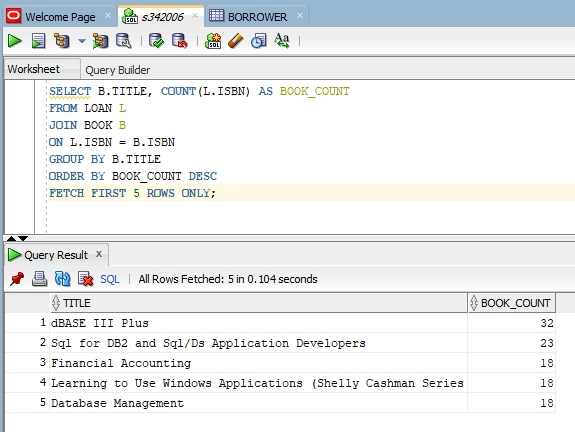 Welcome Page
s342006
BORROWER
Aa
Worksheet Query Builder
SELECT B.TITLE, COUNT(L.ISBN) AS BOOK_COUNT
FROM LOAN L
JOIN BOOK B
ON L.ISBN = B.ISBN
GROUP BY B.TITLE
ORDER BY BOOK_COUNT DESC
FETCH FIRST 5 ROWS ONLY;
Query Result x
SQL | All Rows Fetched: 5 in 0.104 seconds
TITLE BOOK_COUNT
1 dBASE III Plus 32
2 Sql for DB2 and Sql/Ds Application Developers 23
3 Financial Accounting 18
4 Learning to Use Windows Applications (Shelly Cashman Series 18
5 Database Management 18